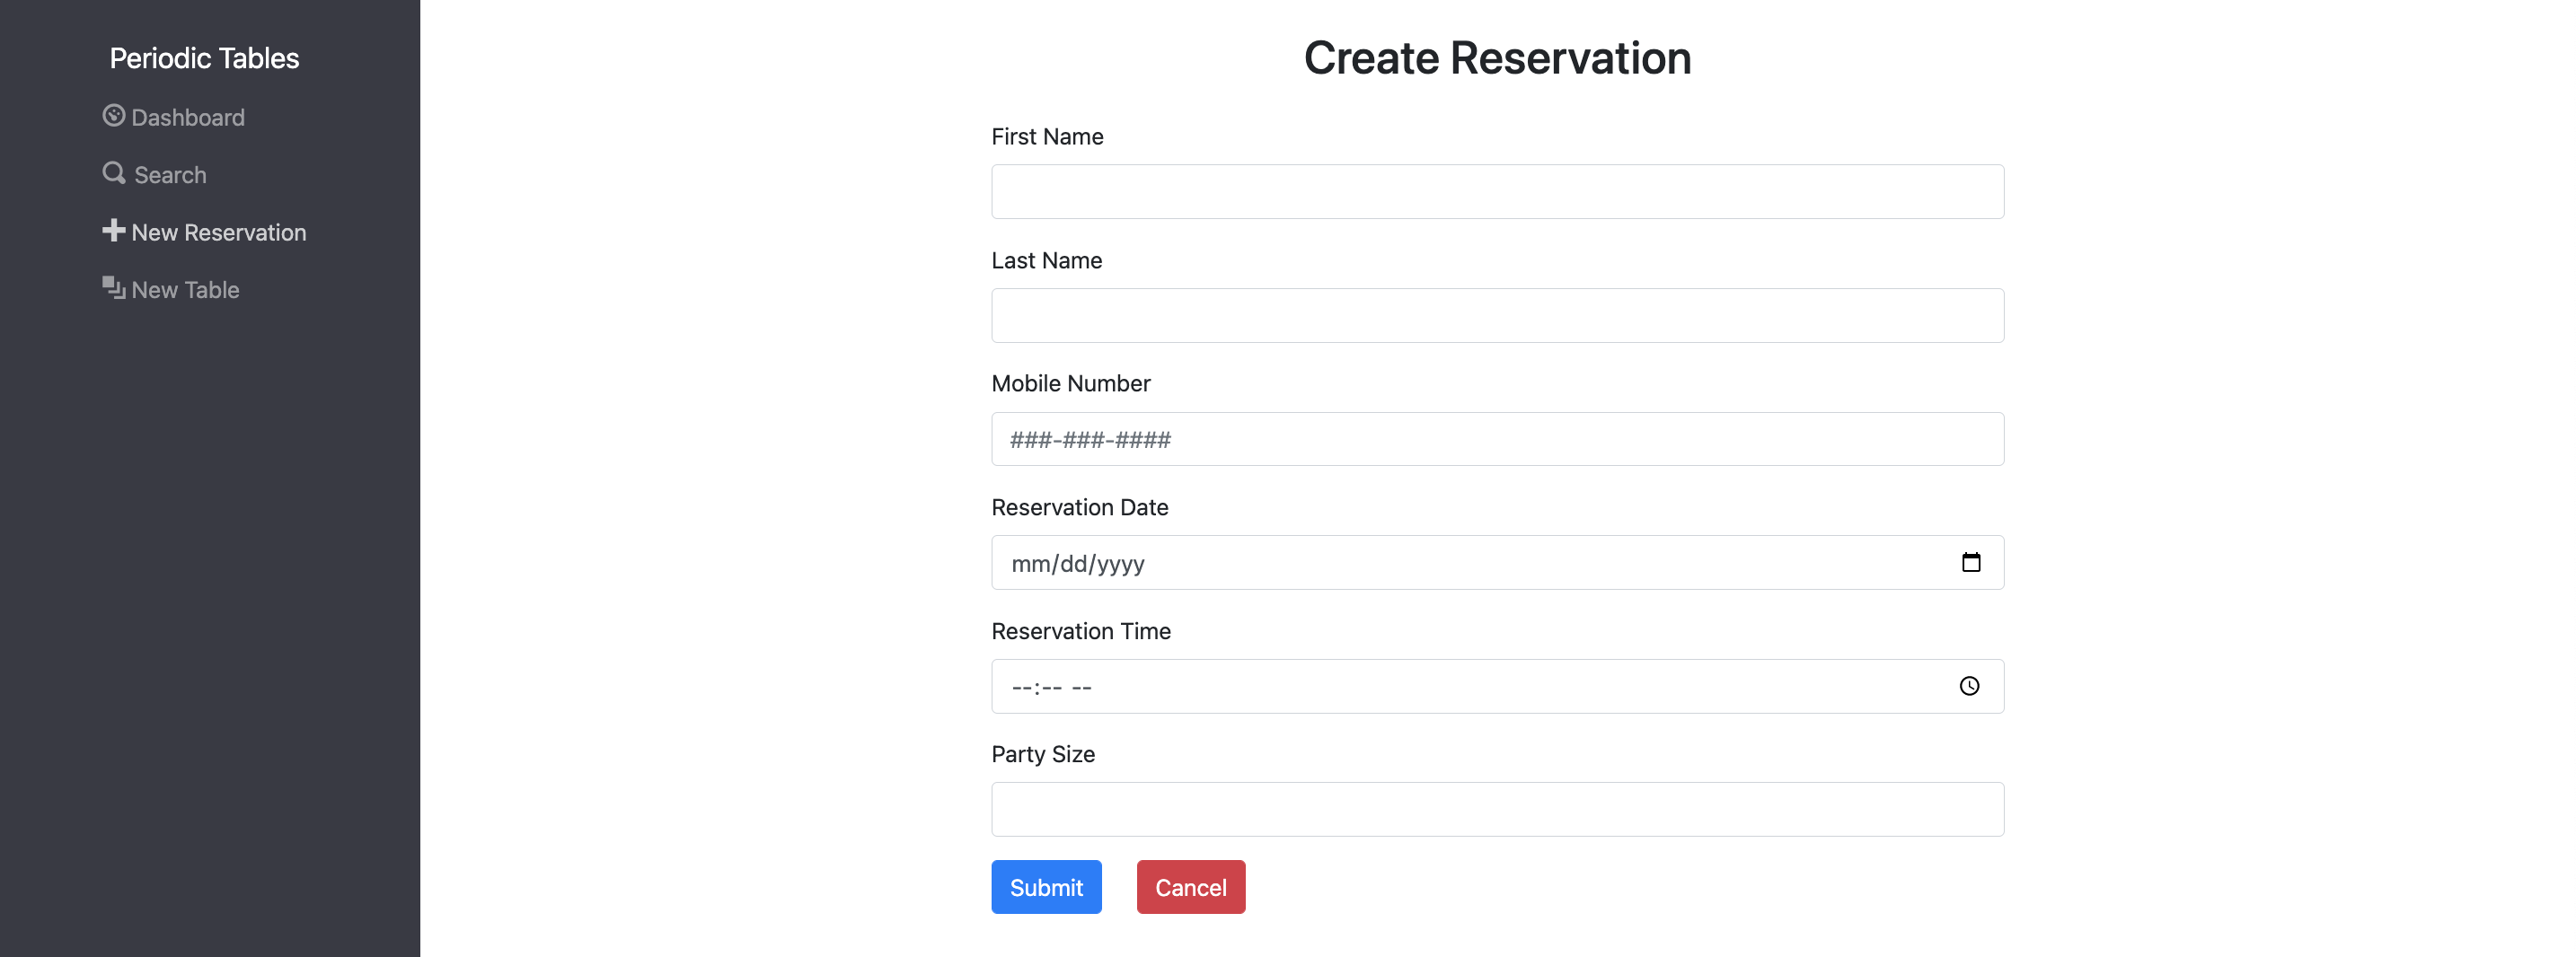 Periodic Tables
Dashboard
Search
New Reservation
New Table
Create Reservation
First Name
Last Name
Mobile Number
###-###-####
Reservation Date
mm/dd/yyyy
Reservation Time
--:-- --
Party Size
Submit
Cancel